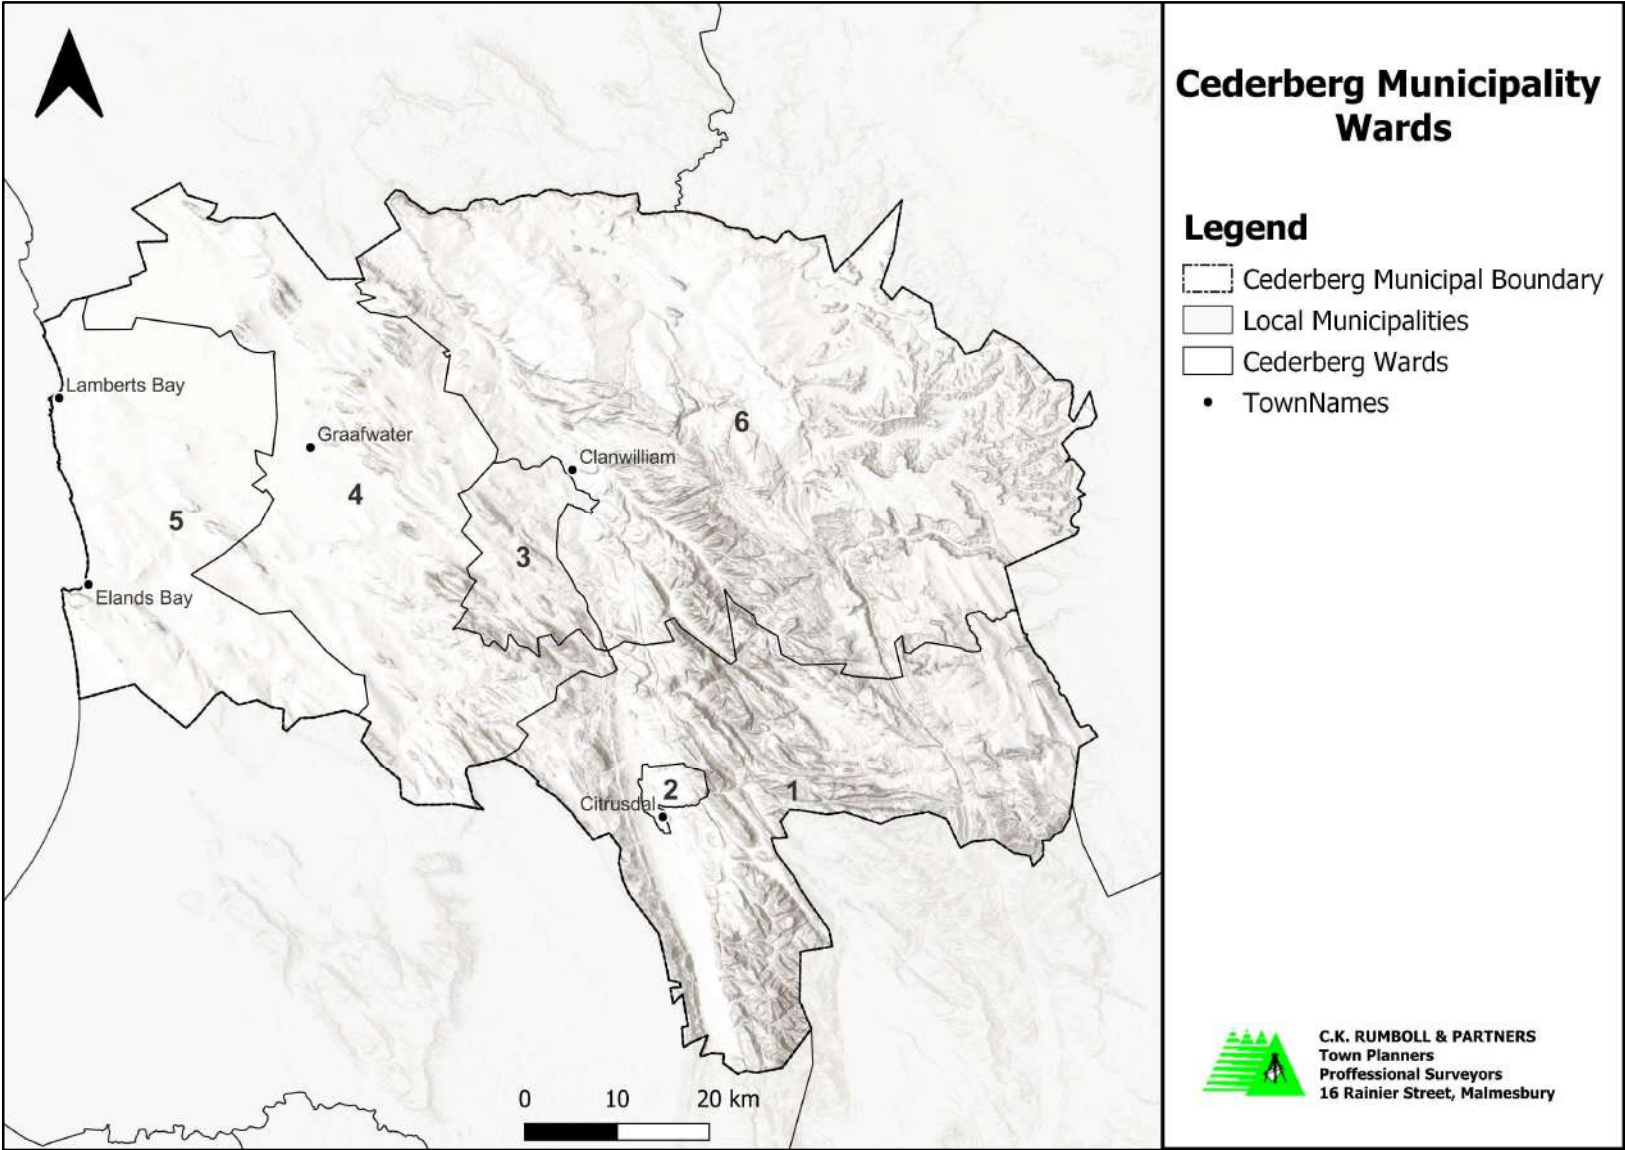 Cederberg Municipality
Wards
Legend
Cederberg Municipal Boundary
Local Municipalities
Cederberg Wards
TownNames
Lamberts Bay
Graafwater
Clanwilliam
6
4
5
3
Elands Bay
2
1
Citrusdal
0 10 20 km
C.K. RUMBOLL & PARTNERS
Town Planners
Proffessional Surveyors
16 Rainier Street, Malmesbury